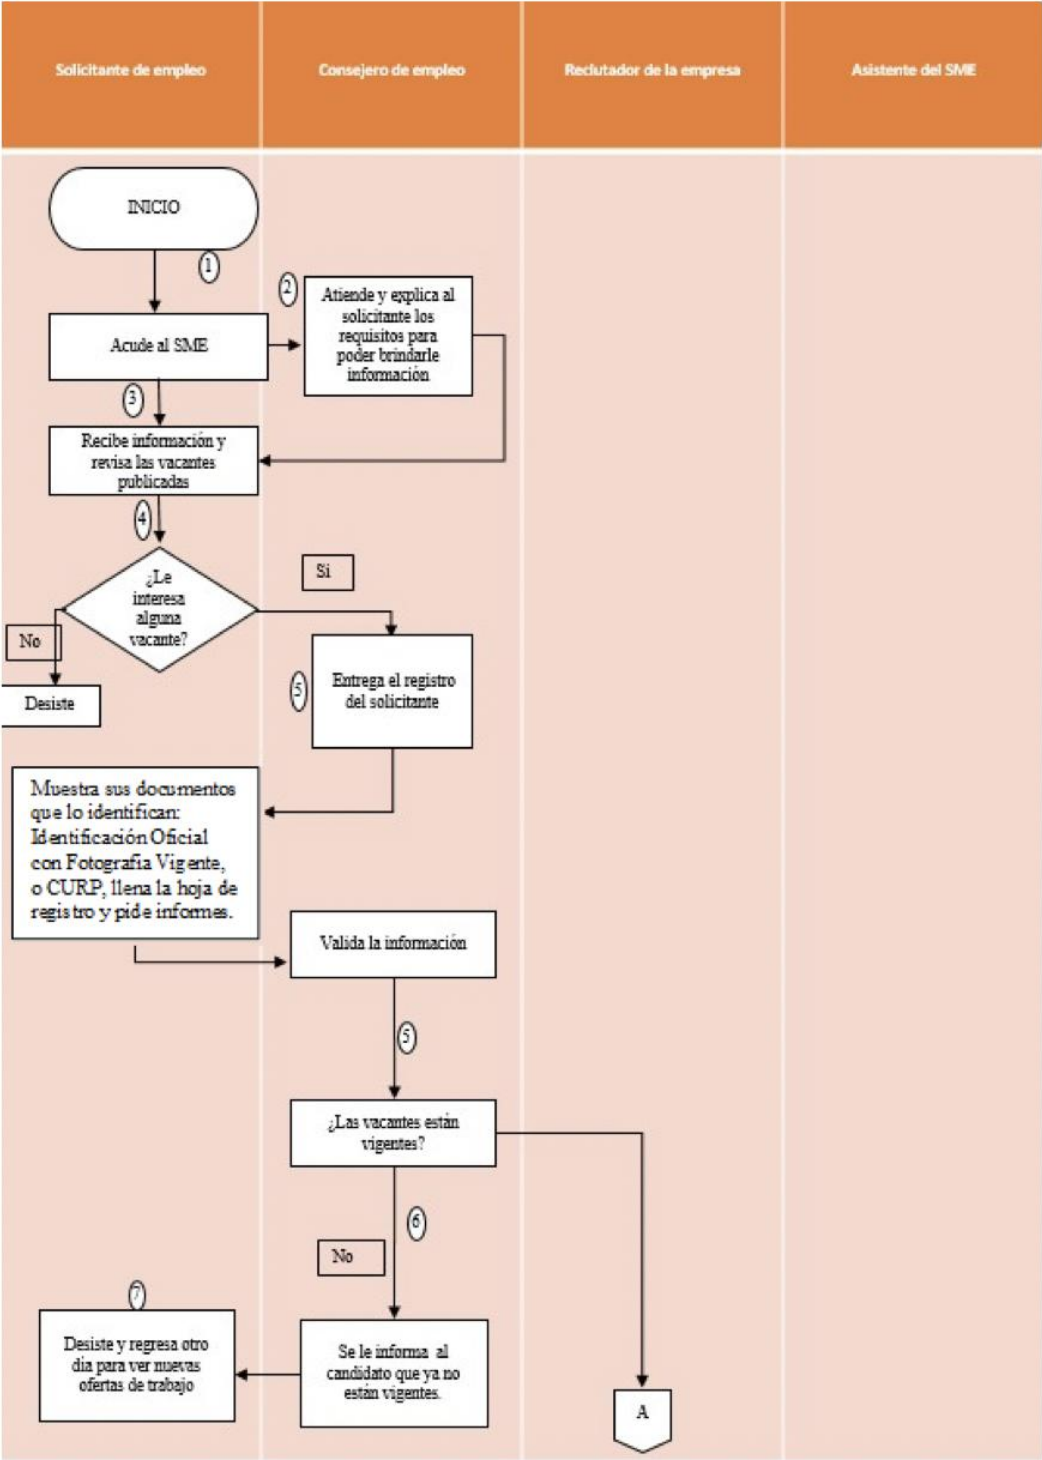 Solicitante de empleo
Consejero de empleo
Reclutador de la empresa
Asistente del SME
INICIO
1
2
Atiende y explica al
solicitante los
requisitos para
poder brindarle
información
Acude al SME
3
Recibe información y
revisa las vacantes
publicadas
4
¿Le
interesa
alguna
vacante?
Si
No
Desiste
5
Entrega el registro
del solicitante
Muestra sus documentos
que lo identifican:
Identificación Oficial
con Fotografia Vigente,
o CURP, llena la hoja de
registro y pide informes.
Valida la información
5
¿Las vacantes están
vigentes?
6
No
7
Desiste y regresa otro
dia para ver nuevas
ofertas de trabajo
Se le informa al
candidato que ya no
están vigentes.
A